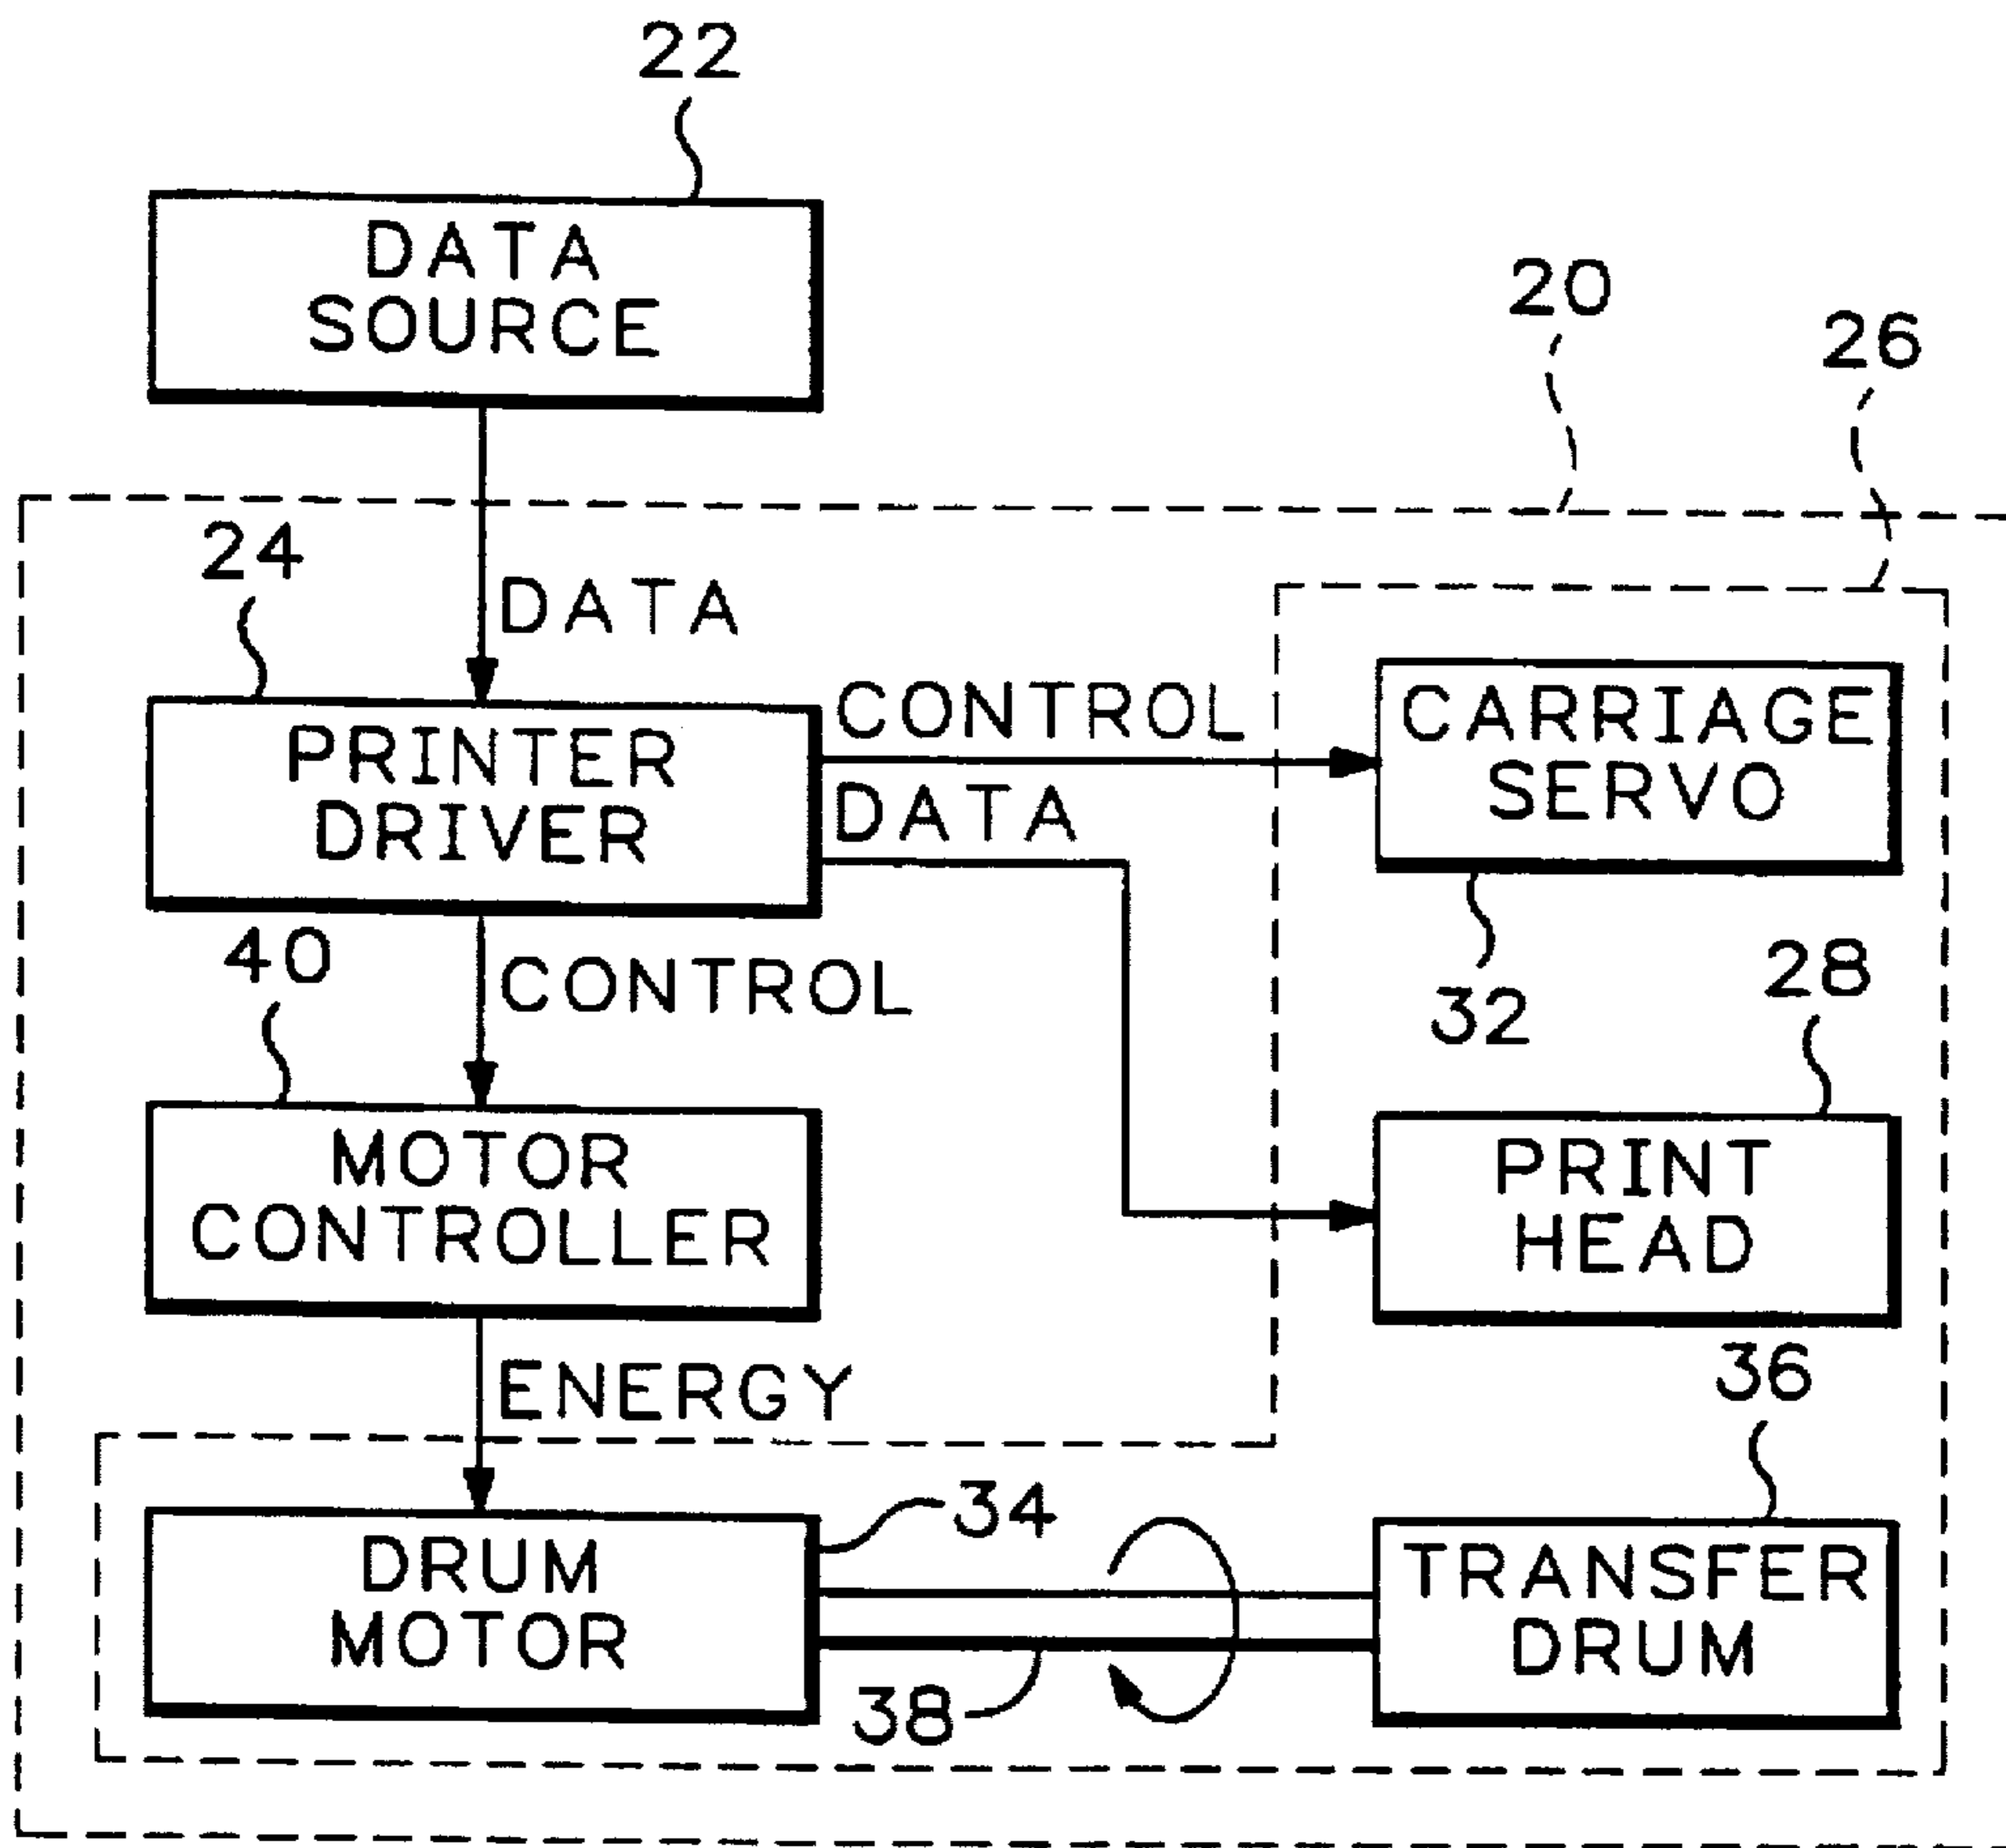 22
DATA
SOURCE
20
26
24
DATA
PRINTER
DRIVER
CONTROL
DATA
CARRIAGE
SERVO
32
40
CONTROL
28
MOTOR
CONTROLLER
PRINT
HEAD
ENERGY
36
34
DRUM
MOTOR
38
TRANSFER
DRUM